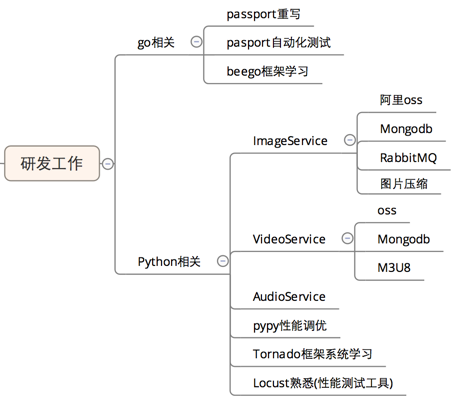 研发工作
go相关
passport重写
pasport自动化测试
beego框架学习
Python相关
ImageService
阿里oss
Mongodb
RabbitMQ
图片压缩
VideoService
oss
Mongodb
M3U8
AudioService
pypy性能调优
Tornado框架系统学习
Locust熟悉(性能测试工具)